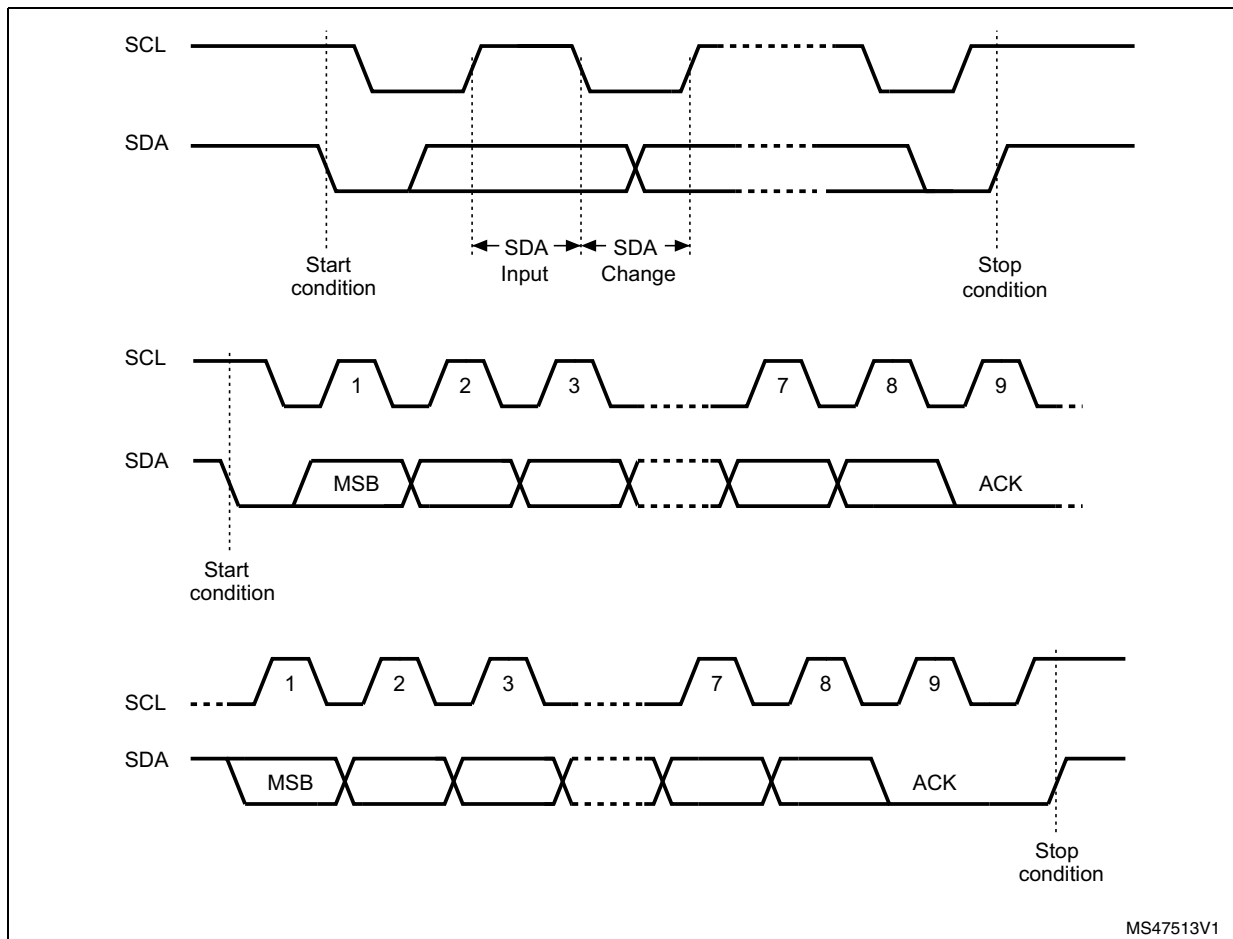 SCL
SDA
SDA Input
SDA Change
Start condition
Stop condition
SCL
1 2 3 7 8 9
SDA
MSB ACK
Start condition
1 2 3 7 8 9
SCL
SDA
MSB ACK
Stop condition
MS47513V1